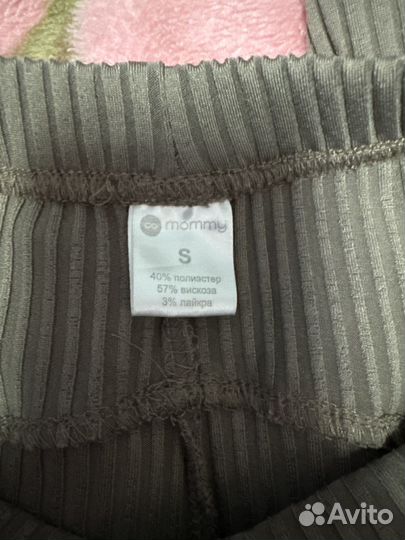 mommy
S
40% полиэстер
57% вискоза
3% лайкра
Avito